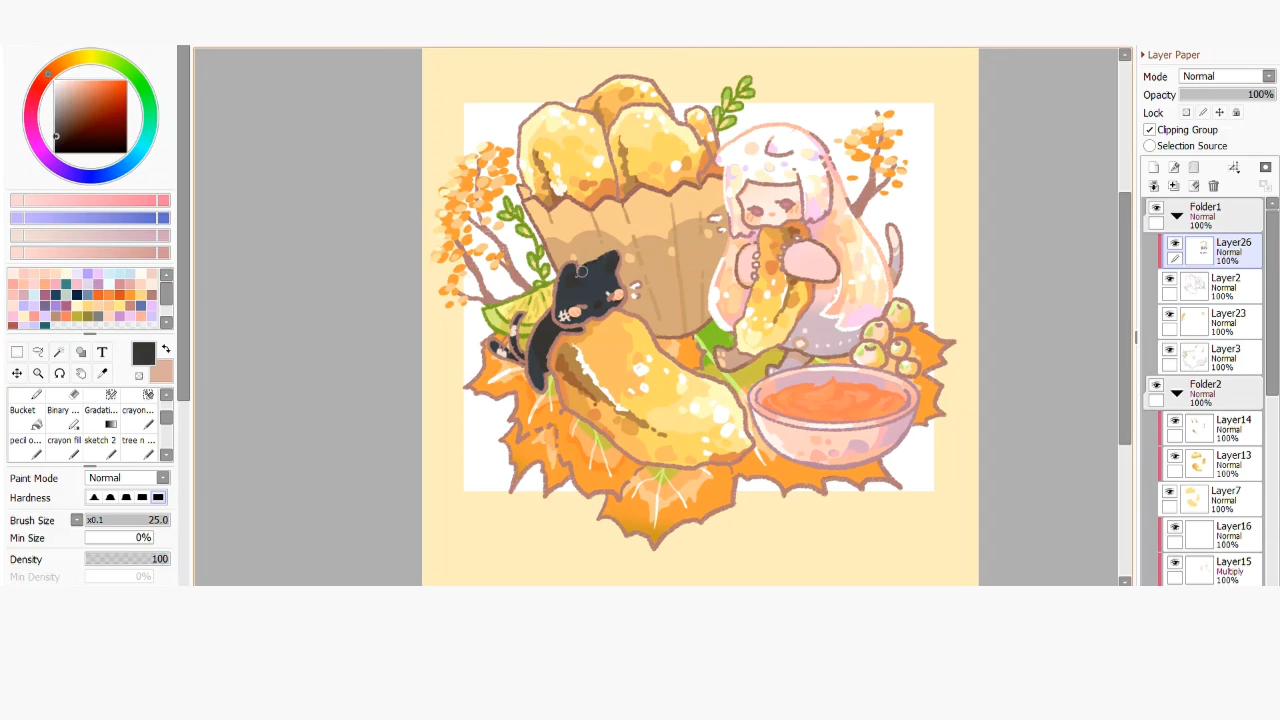 Layer Paper
Mode Normal
Opacity 100%
Lock
Clipping Group
Selection Source
Folder1
Normal
100%
Layer26
Normal
100%
Layer2
Normal
100%
Layer23
Normal
100%
Layer3
Normal
100%
Folder2
Normal
100%
Layer14
Normal
100%
Layer13
Normal
100%
Layer7
Normal
100%
Layer16
Normal
100%
Layer15
Multiply
100%
T
Bucket Binary ... Gradati... crayon...
pecil o... crayon fill sketch 2 tree n ...
Paint Mode Normal
Hardness
Brush Size x0.1 25.0
Min Size 0%
Density 100
Min Density 0%